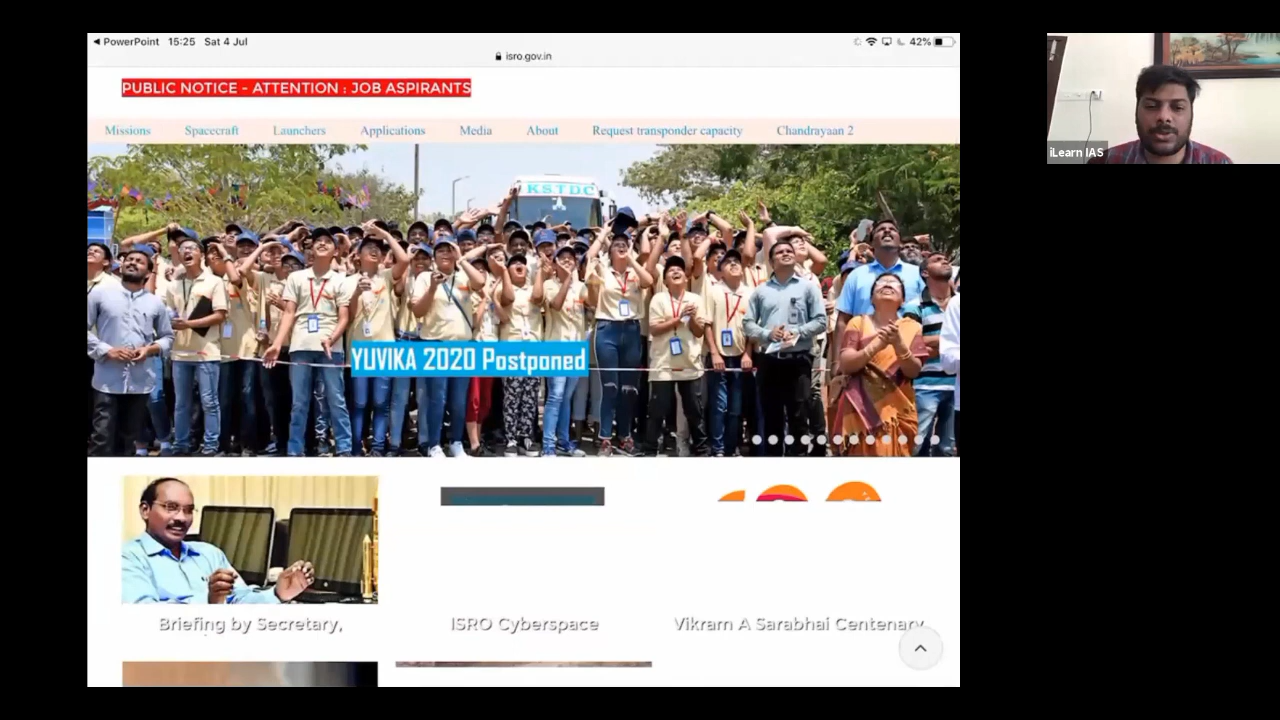 PowerPoint 15:25 Sat 4 Jul 42%
isro.gov.in
PUBLIC NOTICE - ATTENTION : JOB ASPIRANTS
Missions Spacecraft Launchers Applications Media About Request transponder capacity Chandrayaan 2
iLearn IAS
KSTDC
YUVIKA 2020 Postponed
Briefing by Secretary, ISRO Cyberspace Vikram A Sarabhai Centenary